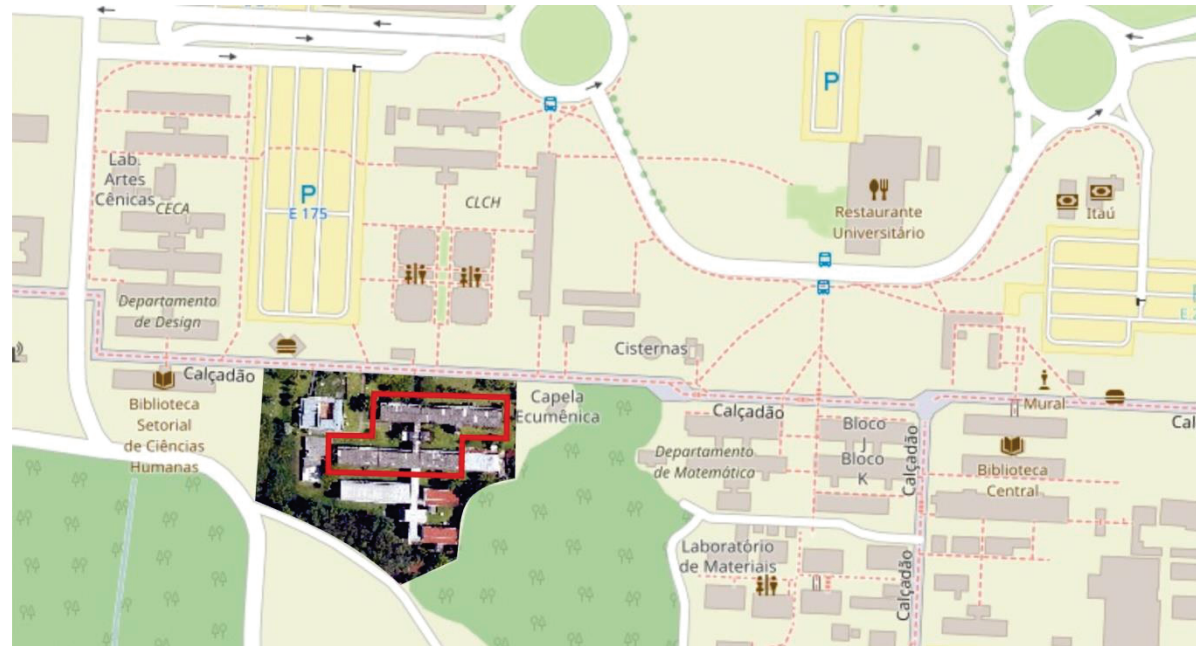 P
Lab.
Artes
Cênicas
CECA
P
E 175
CLCH
Restaurante
Universitário
Itaú
Departamento
de Design
Cisternas
Calçadão
Biblioteca
Setorial
de Ciências
Humanas
Capela
Ecumênica
Calçadão
Mural
Departamento
de Matemática
Bloco
J
Bloco
K
Calçadão
Biblioteca
Central
Laboratório
de Materiais
Calçadão